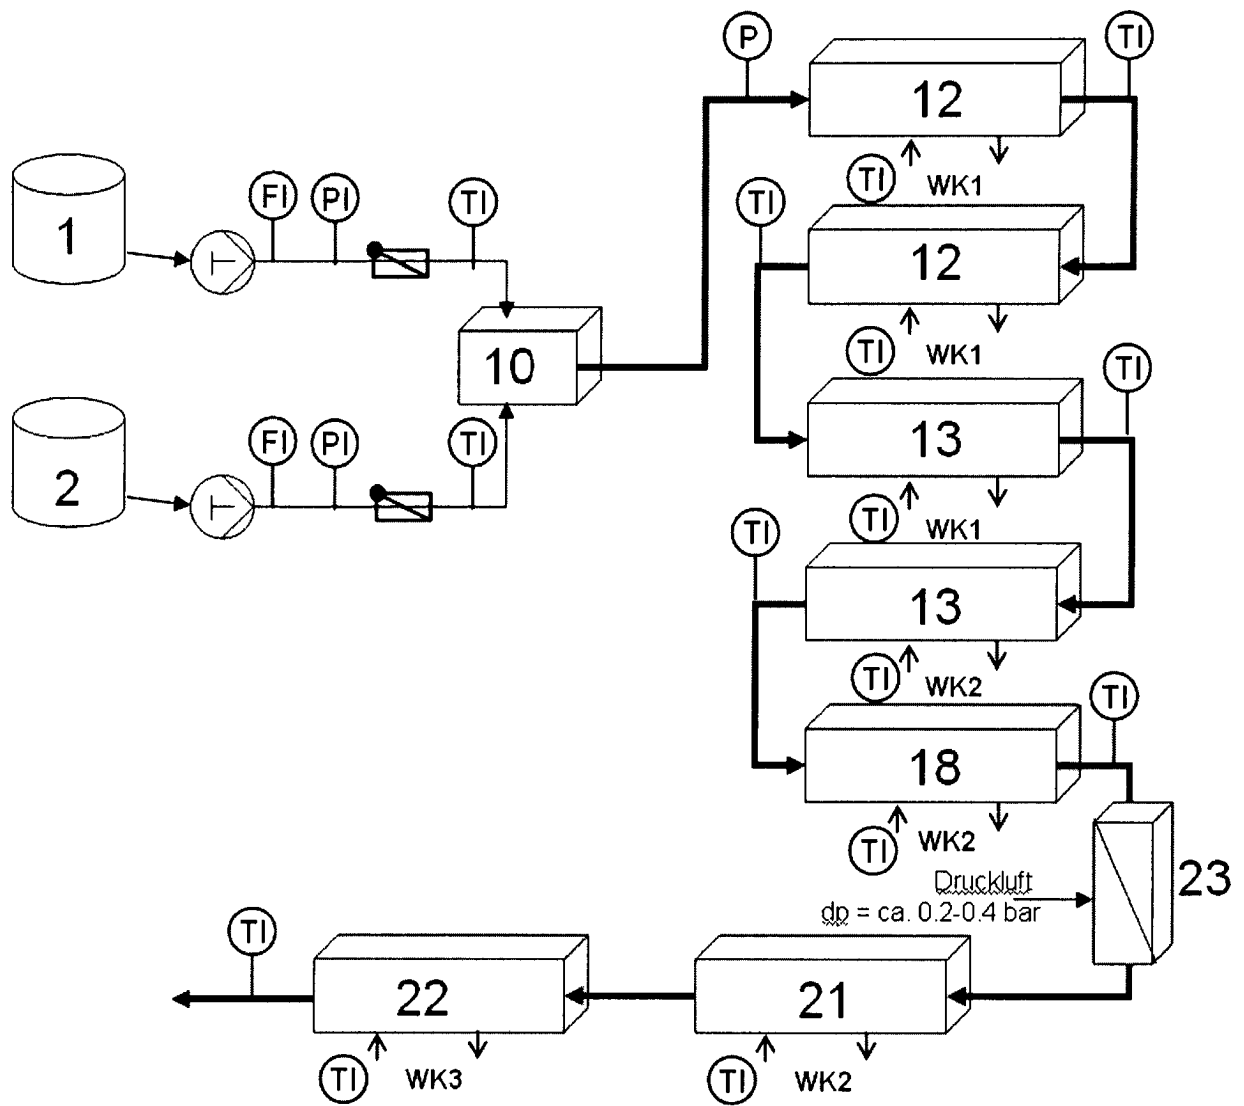 P
TI
12
1
FI
PI
TI
TI
WK1
TI
12
10
TI
WK1
TI
13
2
FI
PI
TI
TI
WK1
TI
13
TI
WK2
TI
18
TI
WK2
23
Druckluft
dp = ca. 0.2-0.4 bar
TI
22
21
TI
WK3
TI
WK2